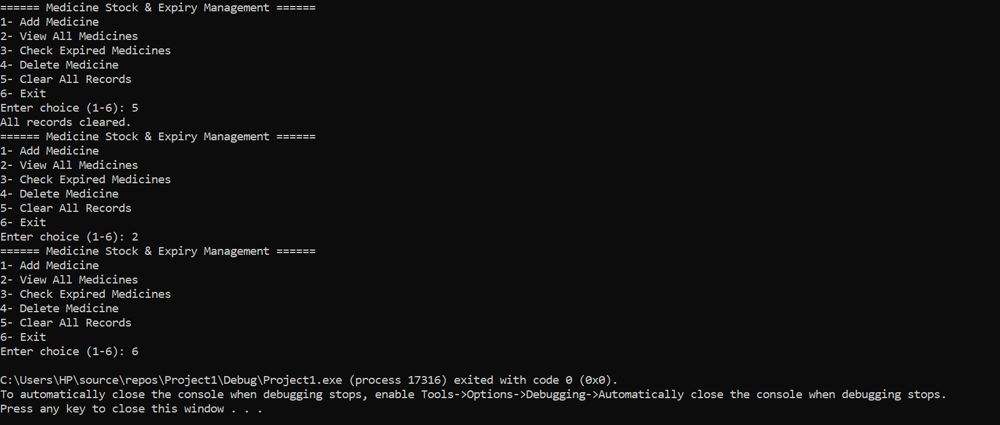 ====== Medicine Stock & Expiry Management ======
1- Add Medicine
2- View All Medicines
3- Check Expired Medicines
4- Delete Medicine
5- Clear All Records
6- Exit
Enter choice (1-6): 5
All records cleared.
====== Medicine Stock & Expiry Management ======
1- Add Medicine
2- View All Medicines
3- Check Expired Medicines
4- Delete Medicine
5- Clear All Records
6- Exit
Enter choice (1-6): 2
====== Medicine Stock & Expiry Management ======
1- Add Medicine
2- View All Medicines
3- Check Expired Medicines
4- Delete Medicine
5- Clear All Records
6- Exit
Enter choice (1-6): 6

C:\Users\HP\source\repos\Project1\Debug\Project1.exe (process 17316) exited with code 0 (0x0).
To automatically close the console when debugging stops, enable Tools->Options->Debugging->Automatically close the console when debugging stops.
Press any key to close this window . . .